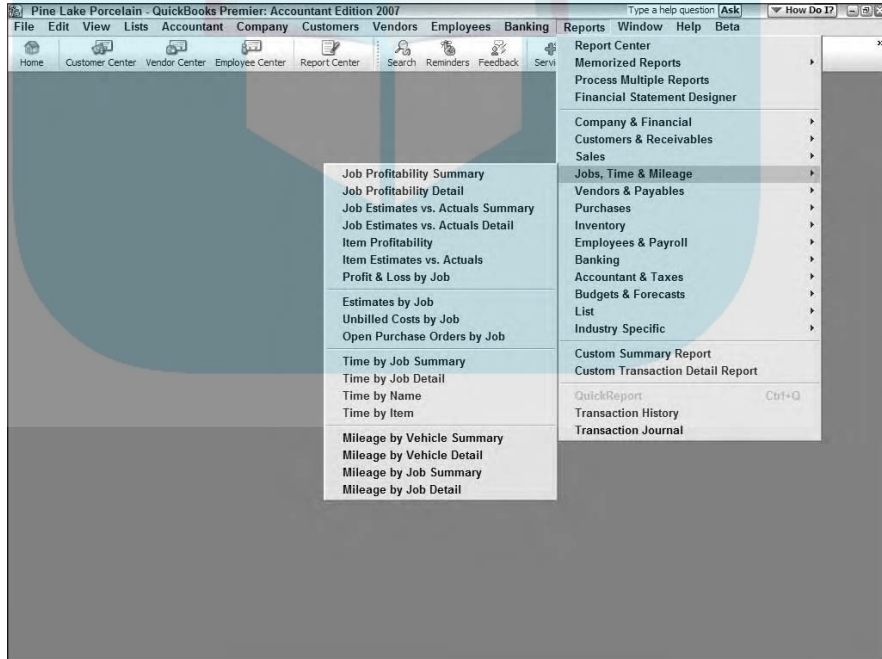 Pine Lake Porcelain - QuickBooks Premier: Accountant Edition 2007
Type a help question Ask
How Do I?
File Edit View Lists Accountant Company Customers Vendors Employees Banking Reports Window Help Beta
Home Customer Center Vendor Center Employee Center Report Center Search Reminders Feedback Servi
Report Center
Memorized Reports
Process Multiple Reports
Financial Statement Designer
Company & Financial
Customers & Receivables
Sales
Jobs, Time & Mileage
Vendors & Payables
Purchases
Inventory
Employees & Payroll
Banking
Accountant & Taxes
Budgets & Forecasts
List
Industry Specific
Custom Summary Report
Custom Transaction Detail Report
QuickReport Ctrl+Q
Transaction History
Transaction Journal
Job Profitability Summary
Job Profitability Detail
Job Estimates vs. Actuals Summary
Job Estimates vs. Actuals Detail
Item Profitability
Item Estimates vs. Actuals
Profit & Loss by Job
Estimates by Job
Unbilled Costs by Job
Open Purchase Orders by Job
Time by Job Summary
Time by Job Detail
Time by Name
Time by Item
Mileage by Vehicle Summary
Mileage by Vehicle Detail
Mileage by Job Summary
Mileage by Job Detail